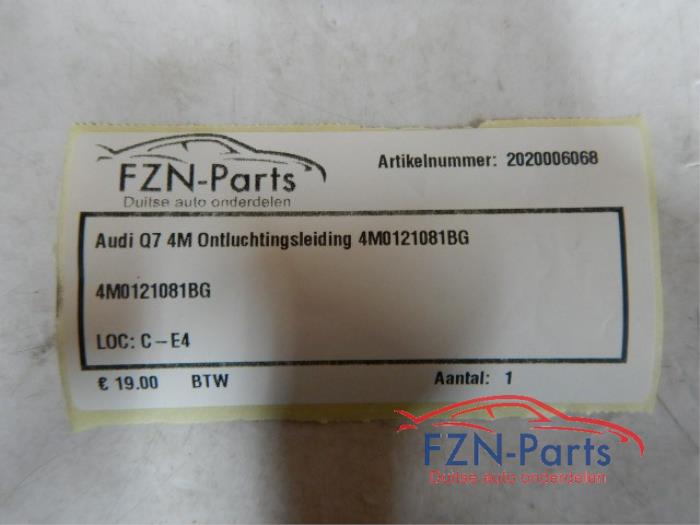 FZN-Parts
Duitse auto onderdelen
Artikelnummer: 2020006068
Audi Q7 4M Ontluchtingsleiding 4M0121081BG
4M0121081BG
LOC: C-E4
€ 19.00 BTW Aantal: 1
FZN-Parts
Duitse auto onderdelen